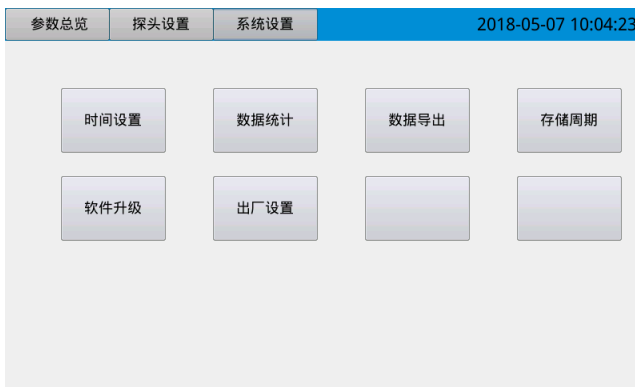 参数总览 探头设置 系统设置 2018-05-07 10:04:23
时间设置 数据统计 数据导出 存储周期
软件升级 出厂设置